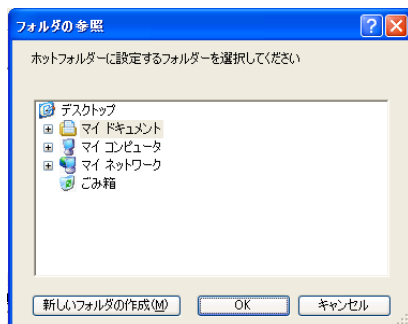 フォルダの参照
ホットフォルダーに設定するフォルダーを選択してください
デスクトップ
マイ ドキュメント
マイ コンピュータ
マイ ネットワーク
ごみ箱
新しいフォルダの作成(M) OK キャンセル